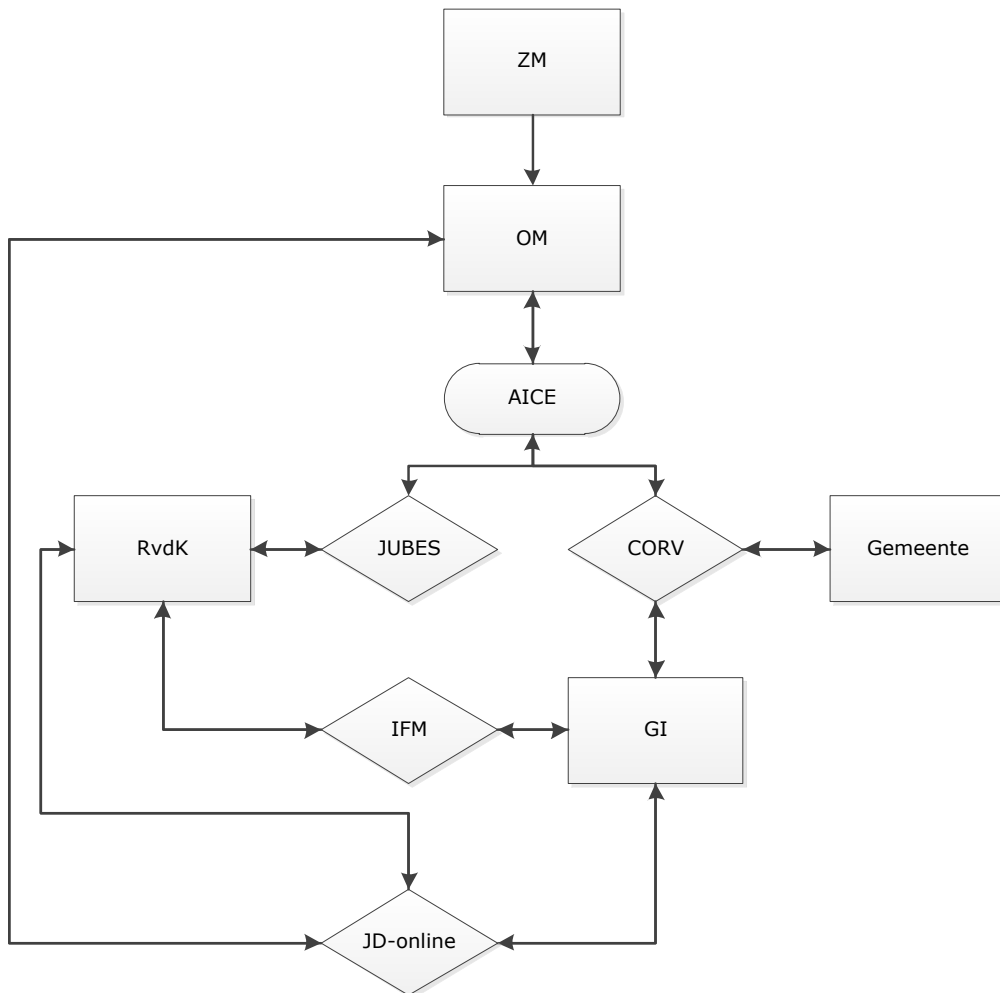 ZM
OM
AICE
RvdK
JUBES
CORV
Gemeente
IFM
GI
JD-online